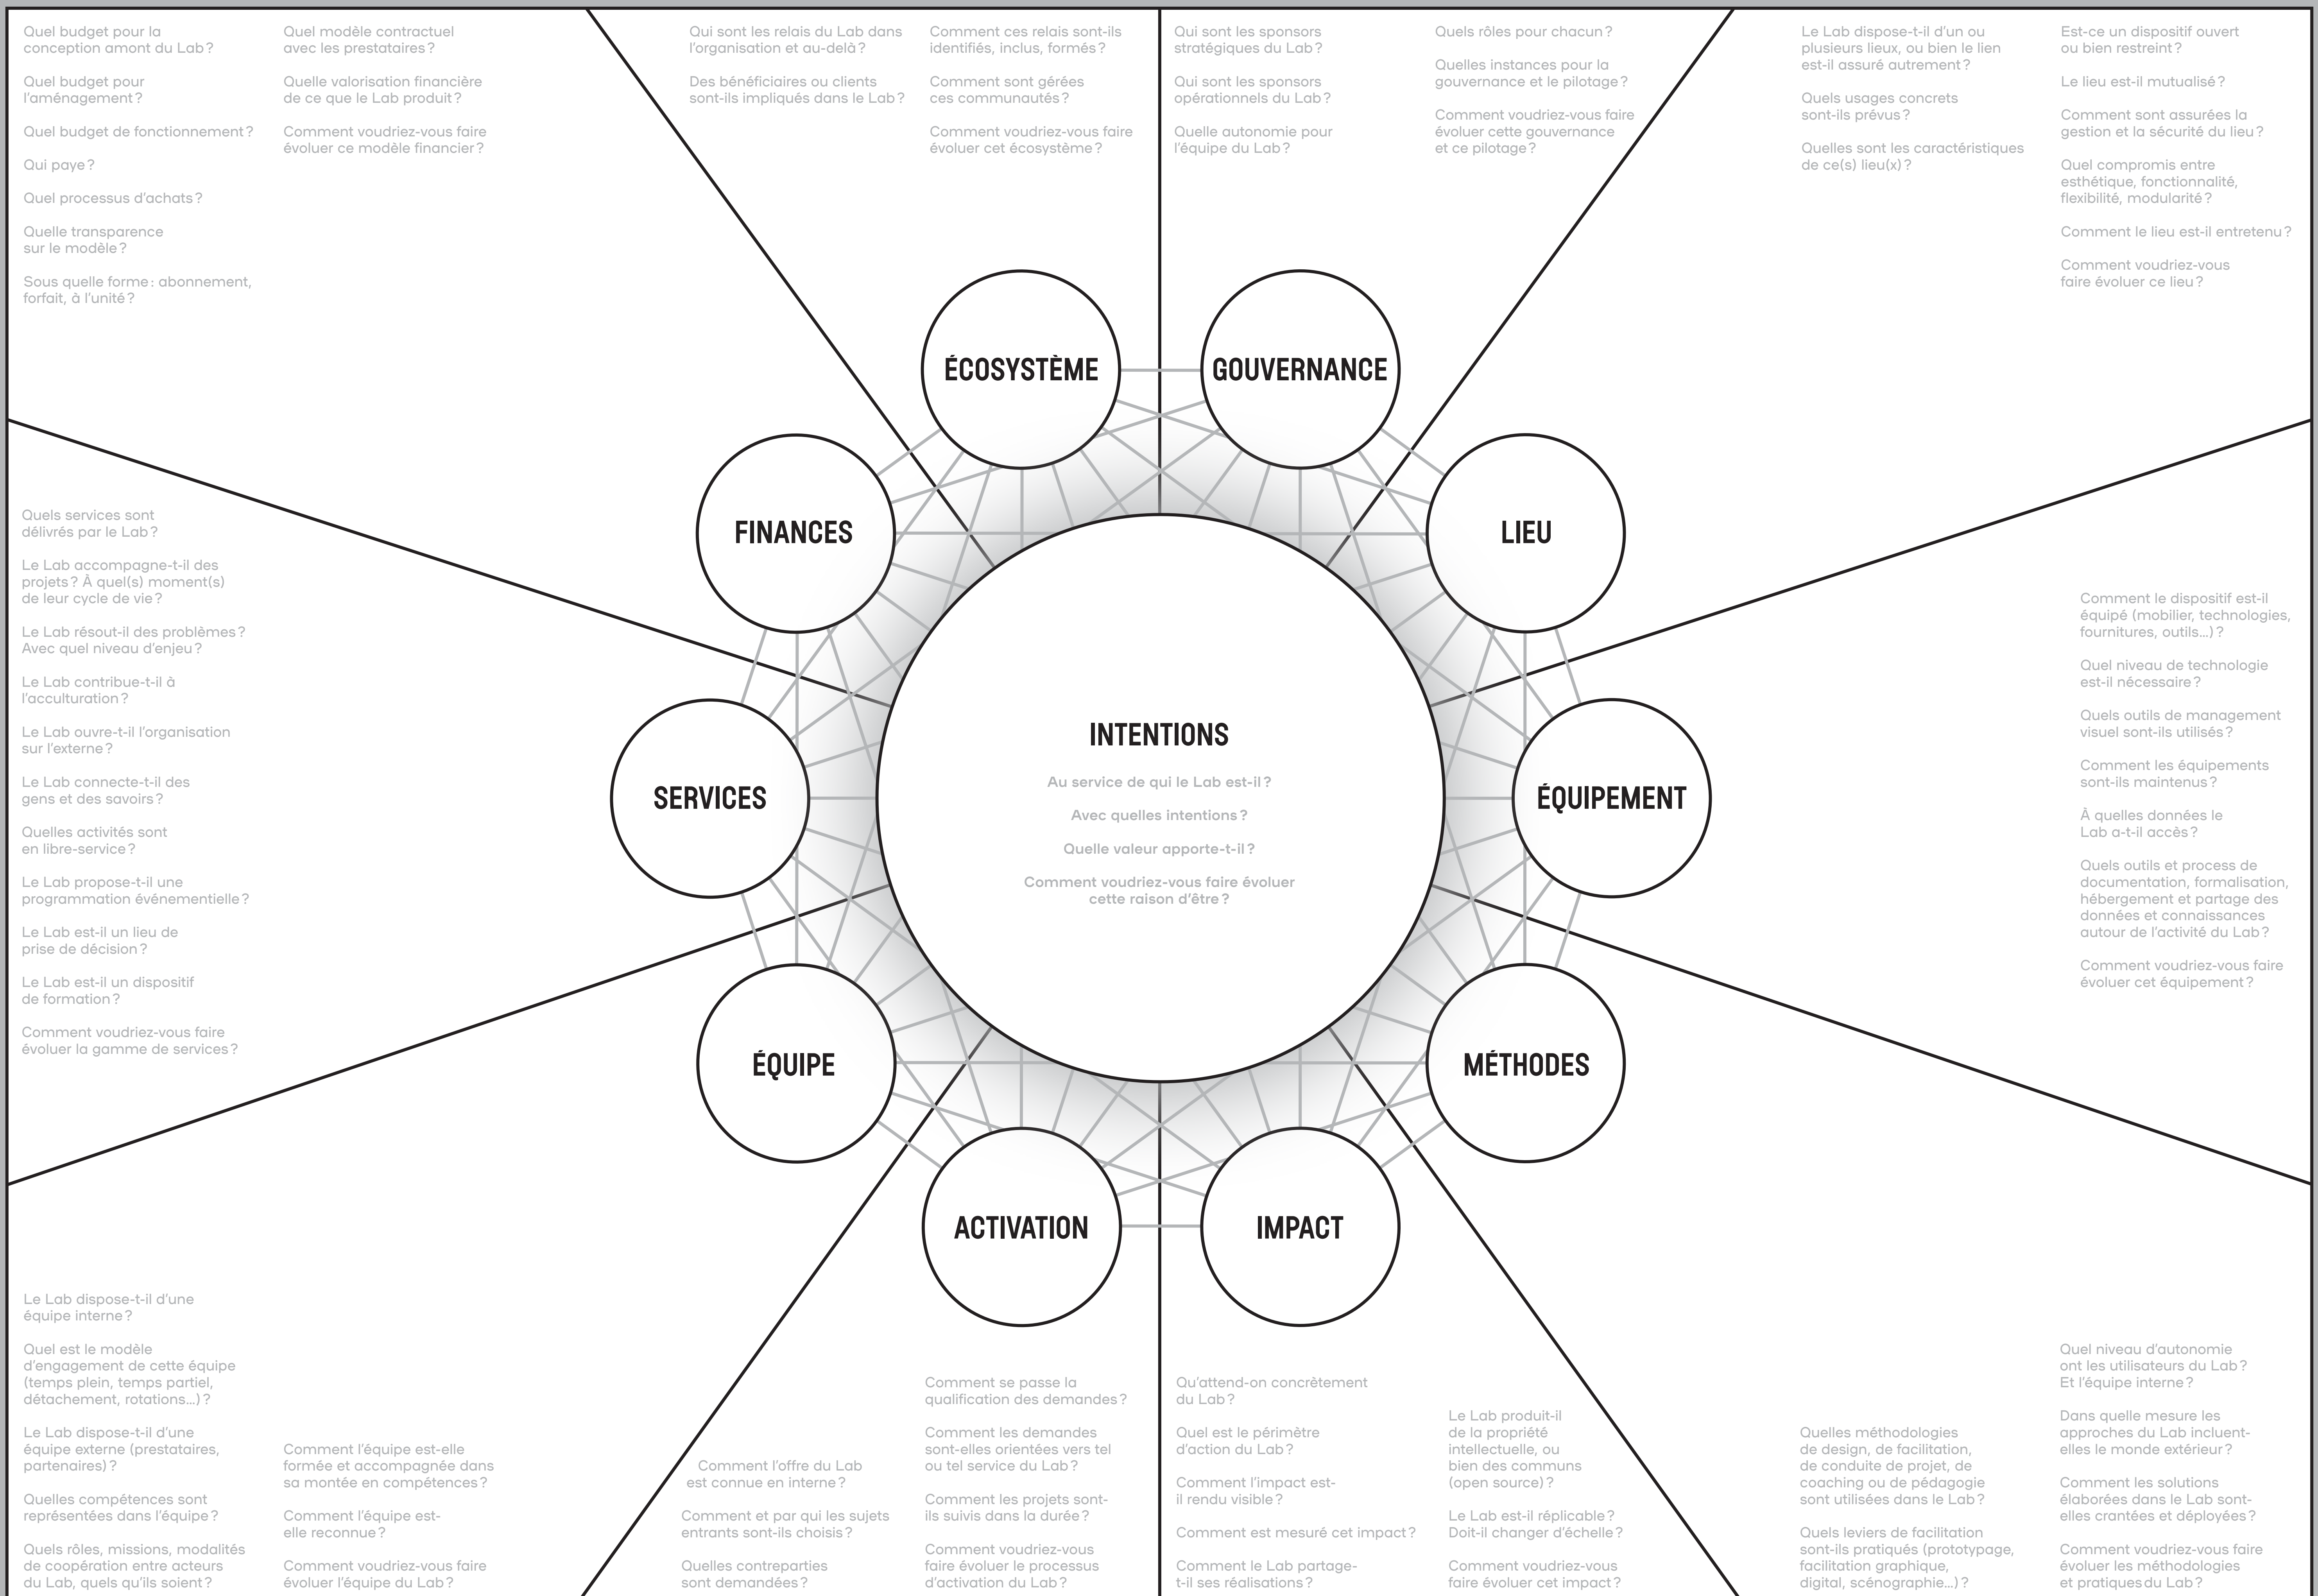 Quel budget pour la
conception amont du Lab ?
Quel budget pour
l'aménagement ?
Quel budget de fonctionnement ?
Qui paye ?
Quel processus d'achats ?
Quelle transparence
sur le modèle ?
Sous quelle forme : abonnement,
forfait, à l'unité ?
Quel modèle contractuel
avec les prestataires ?
Quelle valorisation financière
de ce que le Lab produit ?
Comment voudriez-vous faire
évoluer ce modèle financier ?
Qui sont les relais du Lab dans
l'organisation et au-delà ?
Des bénéficiaires ou clients
sont-ils impliqués dans le Lab ?
Comment ces relais sont-ils
identifiés, inclus, formés ?
Comment sont gérées
ces communautés ?
Comment voudriez-vous faire
évoluer cet écosystème ?
Qui sont les sponsors
stratégiques du Lab ?
Qui sont les sponsors
opérationnels du Lab ?
Quelle autonomie pour
l'équipe du Lab ?
Quels rôles pour chacun ?
Quelles instances pour la
gouvernance et le pilotage ?
Comment voudriez-vous faire
évoluer cette gouvernance
et ce pilotage ?
Le Lab dispose-t-il d'un ou
plusieurs lieux, ou bien le lien
est-il assuré autrement ?
Quels usages concrets
sont-ils prévus ?
Quelles sont les caractéristiques
de ce(s) lieu(x) ?
Est-ce un dispositif ouvert
ou bien restreint ?
Le lieu est-il mutualisé ?
Comment sont assurées la
gestion et la sécurité du lieu ?
Quel compromis entre
esthétique, fonctionnalité,
flexibilité, modularité ?
Comment le lieu est-il entretenu ?
Comment voudriez-vous
faire évoluer ce lieu ?
ÉCOSYSTÈME
GOUVERNANCE
FINANCES
LIEU
SERVICES
ÉQUIPEMENT
ÉQUIPE
MÉTHODES
ACTIVATION
IMPACT
INTENTIONS
Au service de qui le Lab est-il ?
Avec quelles intentions ?
Quelle valeur apporte-t-il ?
Comment voudriez-vous faire évoluer
cette raison d'être ?
Quels services sont
délivrés par le Lab ?
Le Lab accompagne-t-il des
projets ? À quel(s) moment(s)
de leur cycle de vie ?
Le Lab résout-il des problèmes ?
Avec quel niveau d'enjeu ?
Le Lab contribue-t-il à
l'acculturation ?
Le Lab ouvre-t-il l'organisation
sur l'externe ?
Le Lab connecte-t-il des
gens et des savoirs ?
Quelles activités sont
en libre-service ?
Le Lab propose-t-il une
programmation événementielle ?
Le Lab est-il un lieu de
prise de décision ?
Le Lab est-il un dispositif
de formation ?
Comment voudriez-vous faire
évoluer la gamme de services ?
Comment le dispositif est-il
équipé (mobilier, technologies,
fournitures, outils...) ?
Quel niveau de technologie
est-il nécessaire ?
Quels outils de management
visuel sont-ils utilisés ?
Comment les équipements
sont-ils maintenus ?
À quelles données le
Lab a-t-il accès ?
Quels outils et process de
documentation, formalisation,
hébergement et partage des
données et connaissances
autour de l'activité du Lab ?
Comment voudriez-vous faire
évoluer cet équipement ?
Le Lab dispose-t-il d'une
équipe interne ?
Quel est le modèle
d'engagement de cette équipe
(temps plein, temps partiel,
détachement, rotations...) ?
Le Lab dispose-t-il d'une
équipe externe (prestataires,
partenaires) ?
Quelles compétences sont
représentées dans l'équipe ?
Quels rôles, missions, modalités
de coopération entre acteurs
du Lab, quels qu'ils soient ?
Comment l'équipe est-elle
formée et accompagnée dans
sa montée en compétences ?
Comment l'équipe est-
elle reconnue ?
Comment voudriez-vous faire
évoluer l'équipe du Lab ?
Comment l'offre du Lab
est connue en interne ?
Comment et par qui les sujets
entrants sont-ils choisis ?
Quelles contreparties
sont demandées ?
Comment se passe la
qualification des demandes ?
Comment les demandes
sont-elles orientées vers tel
ou tel service du Lab ?
Comment les projets sont-
ils suivis dans la durée ?
Comment voudriez-vous
faire évoluer le processus
d'activation du Lab ?
Qu'attend-on concrètement
du Lab ?
Quel est le périmètre
d'action du Lab ?
Comment l'impact est-
il rendu visible ?
Comment est mesuré cet impact ?
Comment le Lab partage-
t-il ses réalisations ?
Le Lab produit-il
de la propriété
intellectuelle, ou
bien des communs
(open source) ?
Le Lab est-il réplicable ?
Doit-il changer d'échelle ?
Comment voudriez-vous
faire évoluer cet impact ?
Quelles méthodologies
de design, de facilitation,
de conduite de projet, de
coaching ou de pédagogie
sont utilisées dans le Lab ?
Quels leviers de facilitation
sont-ils pratiqués (prototypage,
facilitation graphique,
digital, scénographie...) ?
Quel niveau d'autonomie
ont les utilisateurs du Lab ?
Et l'équipe interne ?
Dans quelle mesure les
approches du Lab incluent-
elles le monde extérieur ?
Comment les solutions
élaborées dans le Lab sont-
elles crantées et déployées ?
Comment voudriez-vous faire
évoluer les méthodologies
et pratiques du Lab ?